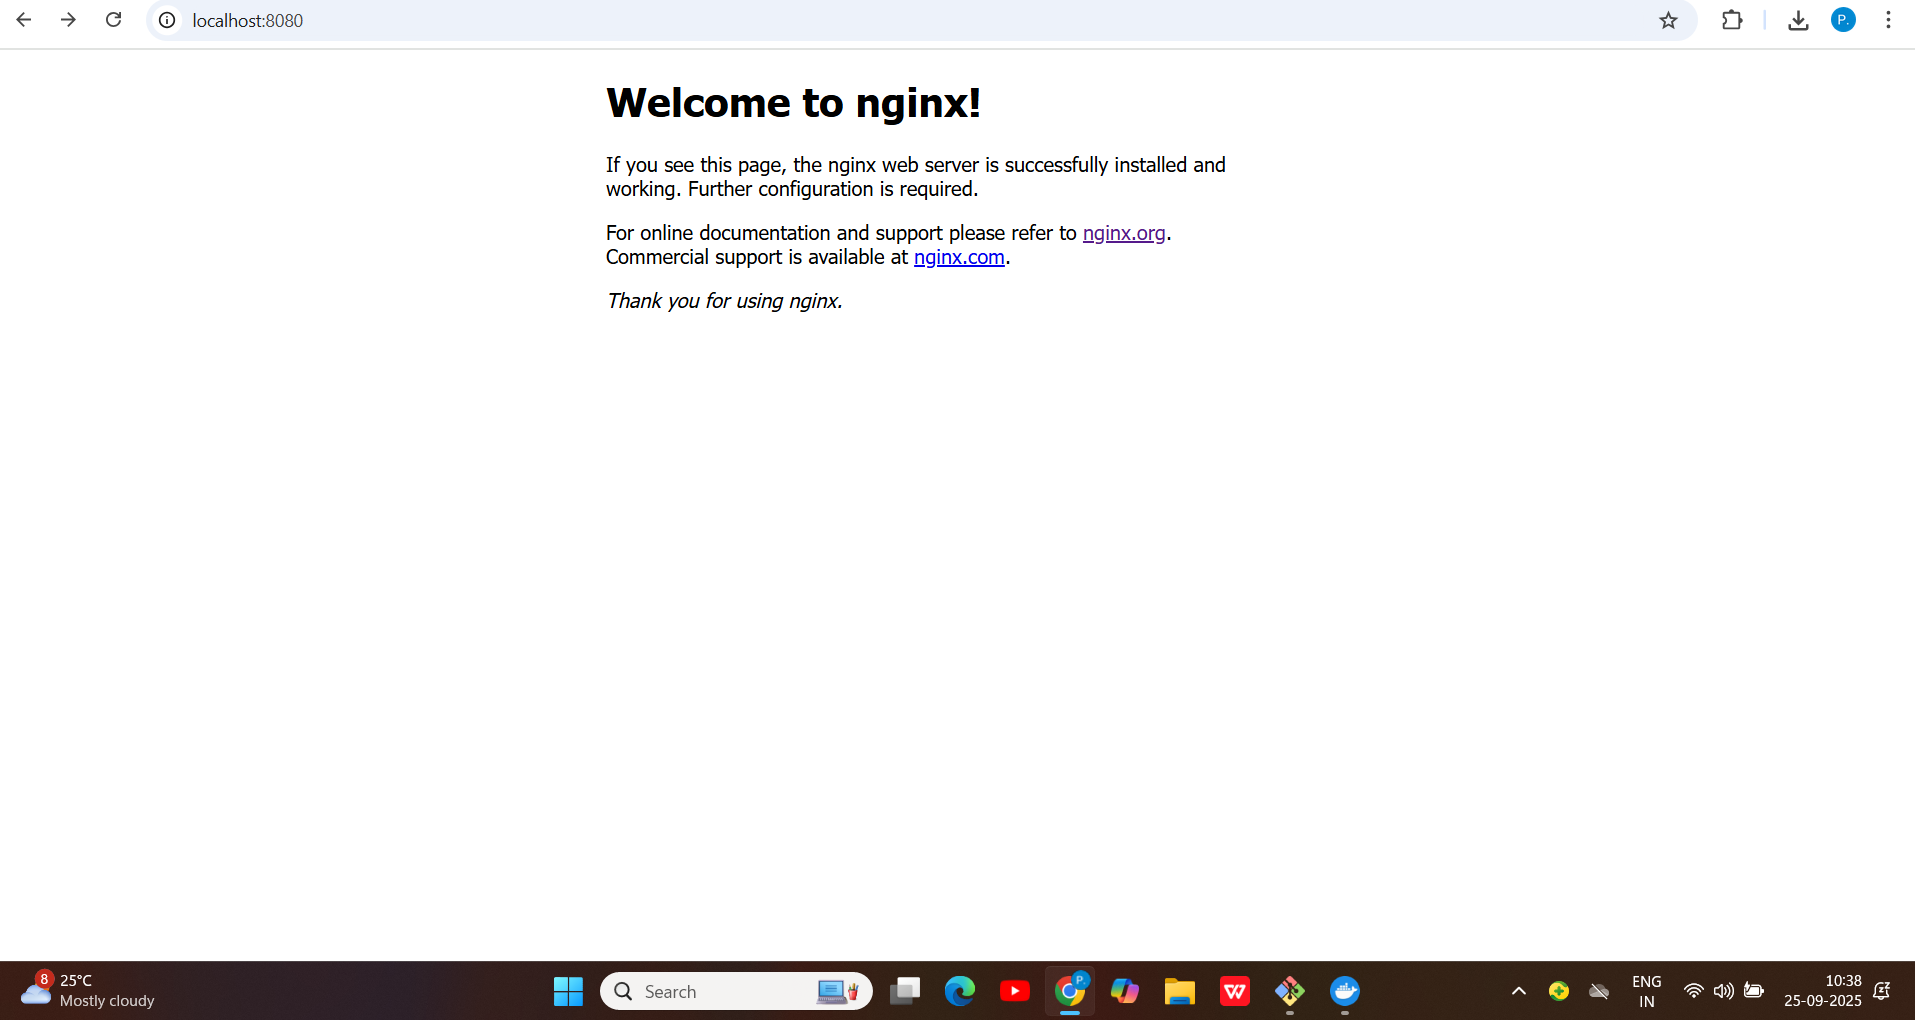 localhost:8080
P.
Welcome to nginx!
If you see this page, the nginx web server is successfully installed and
working. Further configuration is required.
For online documentation and support please refer to nginx.org.
Commercial support is available at nginx.com.
Thank you for using nginx.
8
25°C
Mostly cloudy
Search
P.
ENG
IN
10:38
25-09-2025